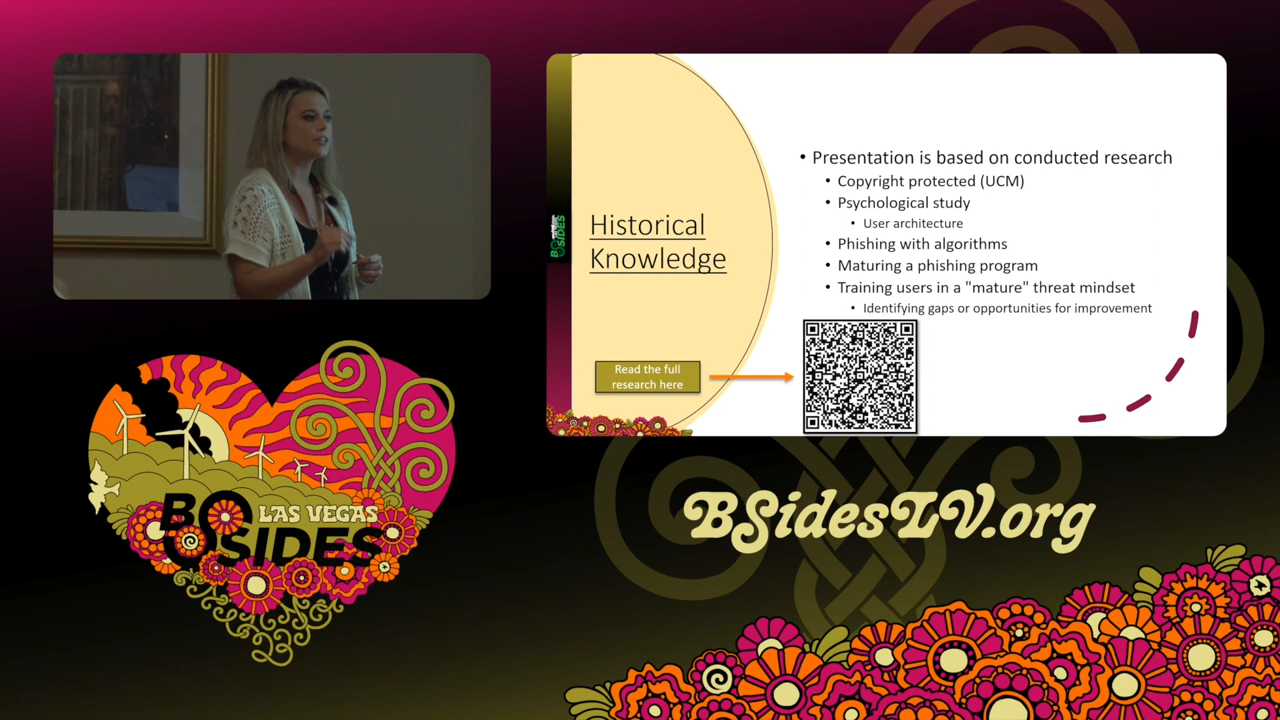 Historical
Knowledge
Read the full
research here
• Presentation is based on conducted research
• Copyright protected (UCM)
• Psychological study
• User architecture
• Phishing with algorithms
• Maturing a phishing program
• Training users in a "mature" threat mindset
• Identifying gaps or opportunities for improvement
BSIDES
BSIDES
LAS VEGAS
23
BSidesLV.org